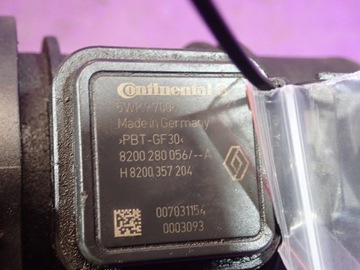 Continental
Made in Germany
>PBT-GF30<
8200 280 056/--A
H 8200 357 204
007031154
0003093